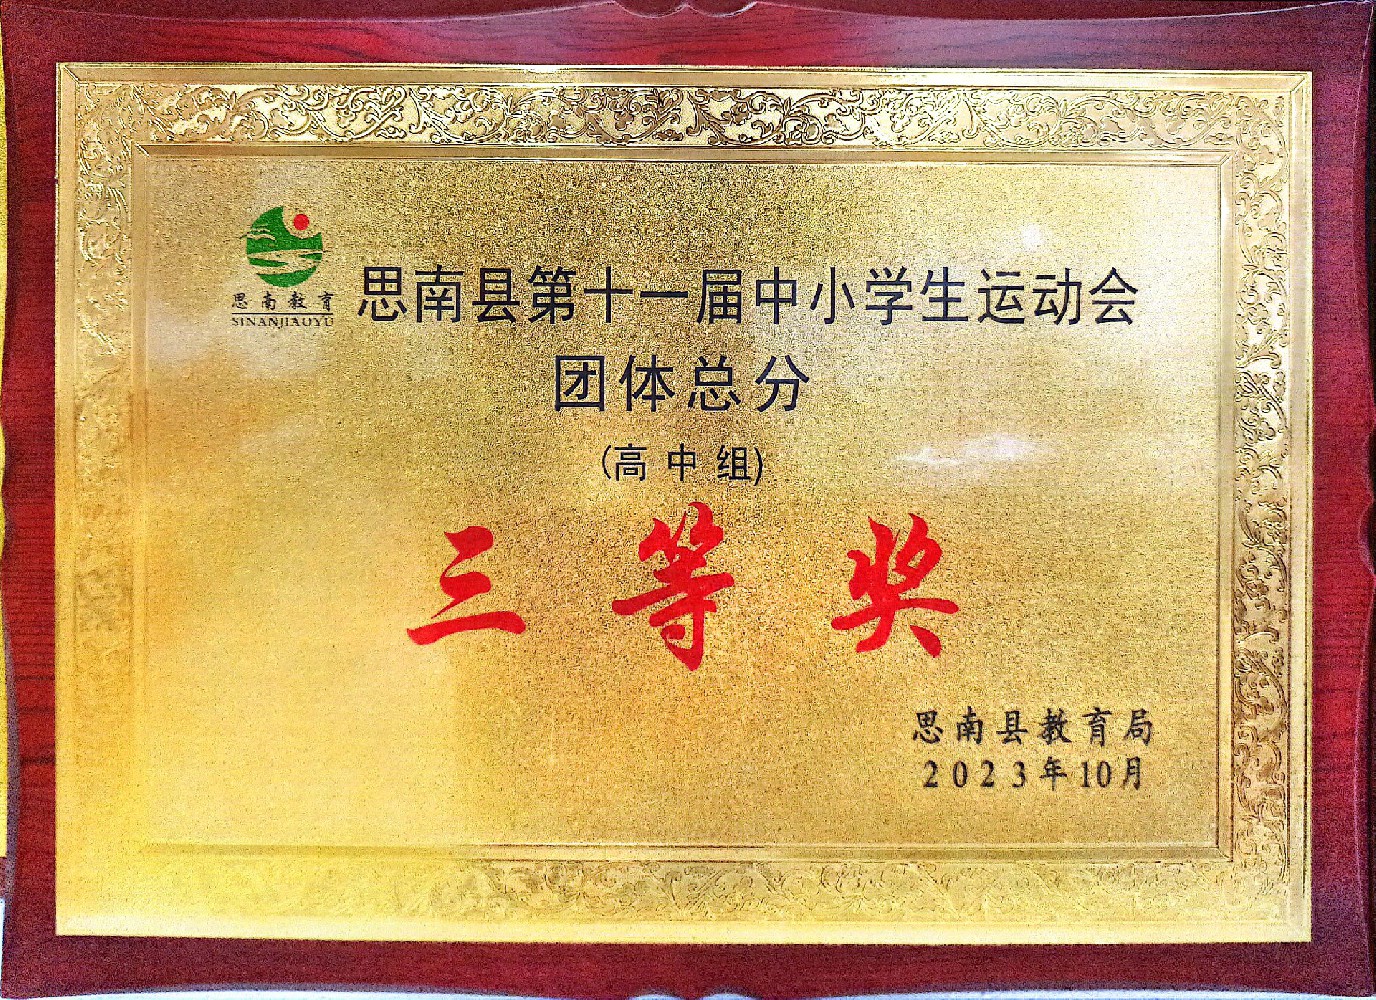 思南教育
SINANJIAOYU
思南县第十一届中小学生运动会
团体总分
(高中组)
三等奖
思南县教育局
2023年10月